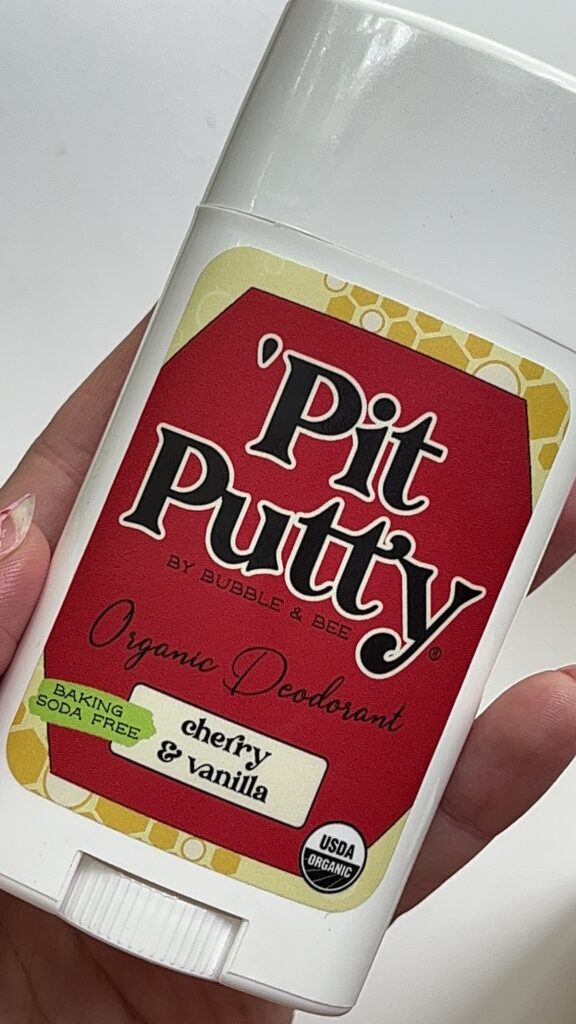 'Pit
Putty®
BY BUBBLE & BEE
Organic Deodorant
BAKING
SODA FREE
cherry
& vanilla
USDA
ORGANIC